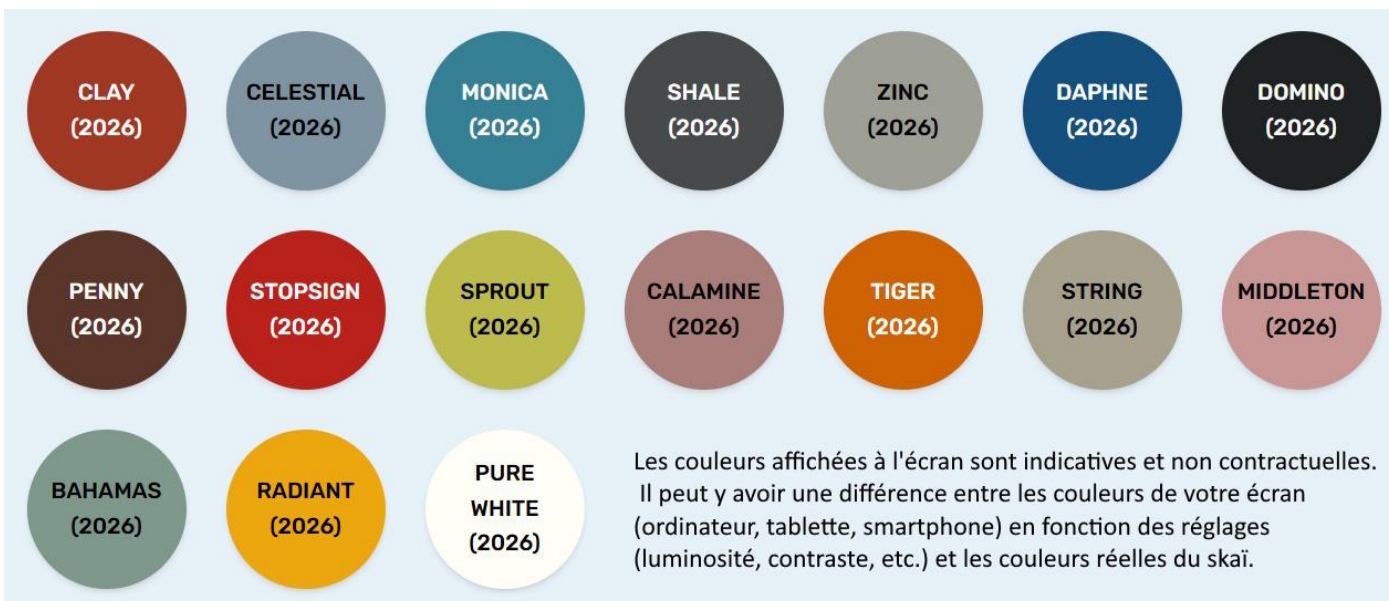 CLAY
(2026)
CELESTIAL
(2026)
MONICA
(2026)
SHALE
(2026)
ZINC
(2026)
DAPHNE
(2026)
DOMINO
(2026)
PENNY
(2026)
STOPSIGN
(2026)
SPROUT
(2026)
CALAMINE
(2026)
TIGER
(2026)
STRING
(2026)
MIDDLETON
(2026)
BAHAMAS
(2026)
RADIANT
(2026)
PURE
WHITE
(2026)
Les couleurs affichées à l'écran sont indicatives et non contractuelles.
Il peut y avoir une différence entre les couleurs de votre écran
(ordinateur, tablette, smartphone) en fonction des réglages
(luminosité, contraste, etc.) et les couleurs réelles du skaï.